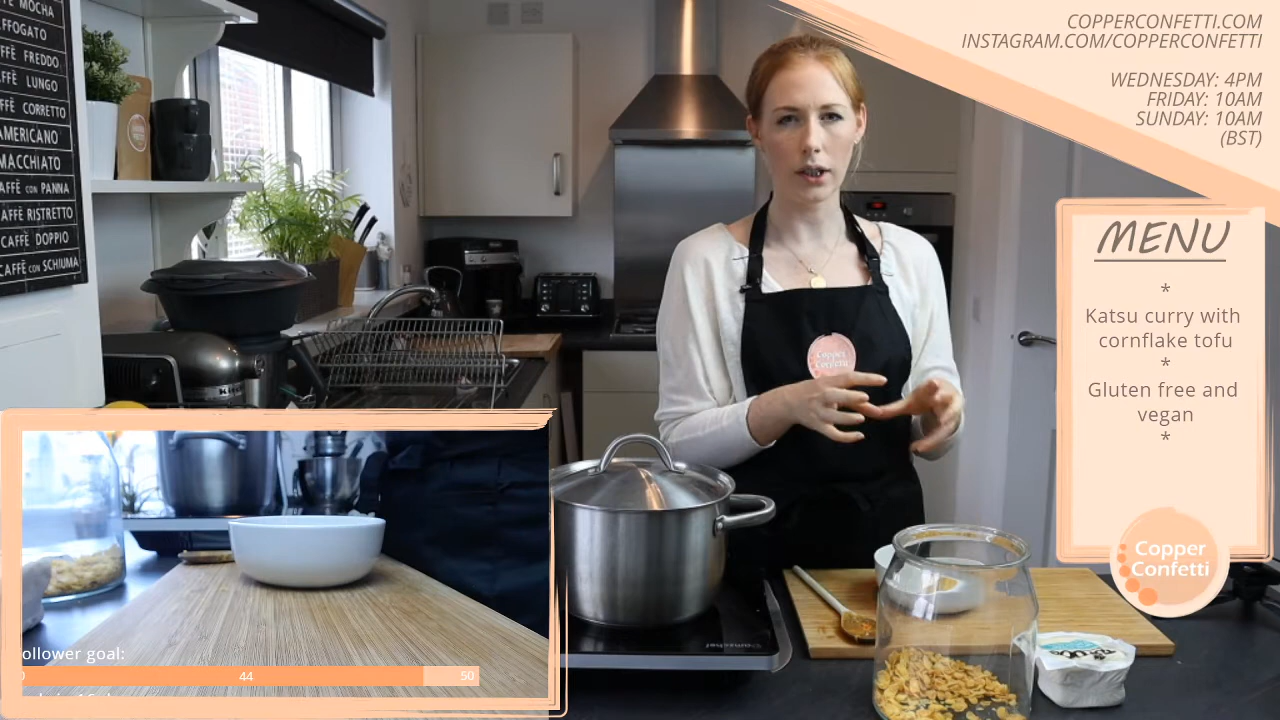 MOCHA
AFFOGATO
CAFFÈ FREDDO
CAFFÈ LUNGO
CAFFÈ CORRETTO
AMERICANO
MACCHIATO
CAFFÈ CON PANNA
CAFFÈ RISTRETTO
CAFFÈ DOPPIO
CAFFÈ CON SCHIUMA
COPPERCONFETTI.COM
INSTAGRAM.COM/COPPERCONFETTI
WEDNESDAY: 4PM
FRIDAY: 10AM
SUNDAY: 10AM
(BST)
MENU
*
Katsu curry with
cornflake tofu
*
Gluten free and
vegan
*
Copper
Confetti
Copper
Confetti
ollower goal:
44 50